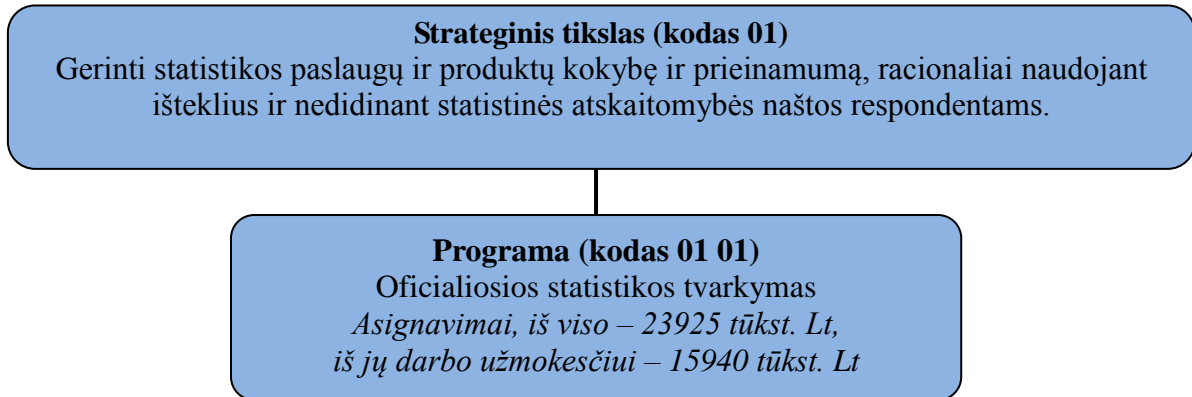 Strateginis tikslas (kodas 01)
Gerinti statistikos paslaugų ir produktų kokybę ir prieinamumą, racionaliai naudojant
išteklius ir nedidinant statistinės atskaitomybės naštos respondentams.
Programa (kodas 01 01)
Oficialiosios statistikos tvarkymas
Asignavimai, iš viso – 23925 tūkst. Lt,
iš jų darbo užmokesčiui – 15940 tūkst. Lt